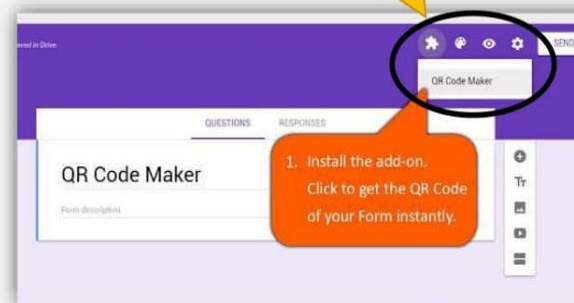 saved in Drive
SEND
QR Code Maker
QUESTIONS RESPONSES
QR Code Maker
Form description
1. Install the add-on.
Click to get the QR Code
of your Form instantly.
Tт